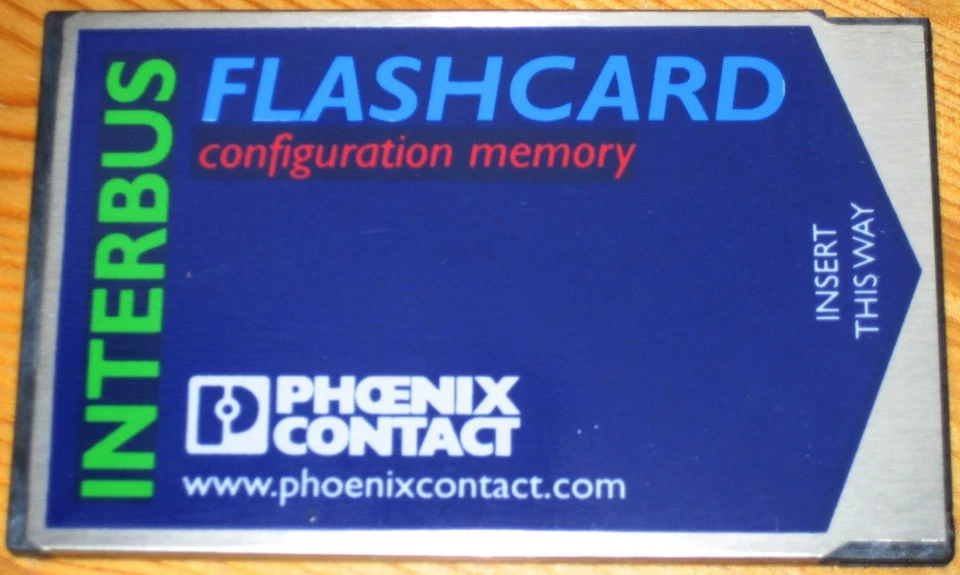 INTERBUS
FLASHCARD
configuration memory
INSERT
THIS WAY
PHŒNIX
CONTACT
www.phoenixcontact.com